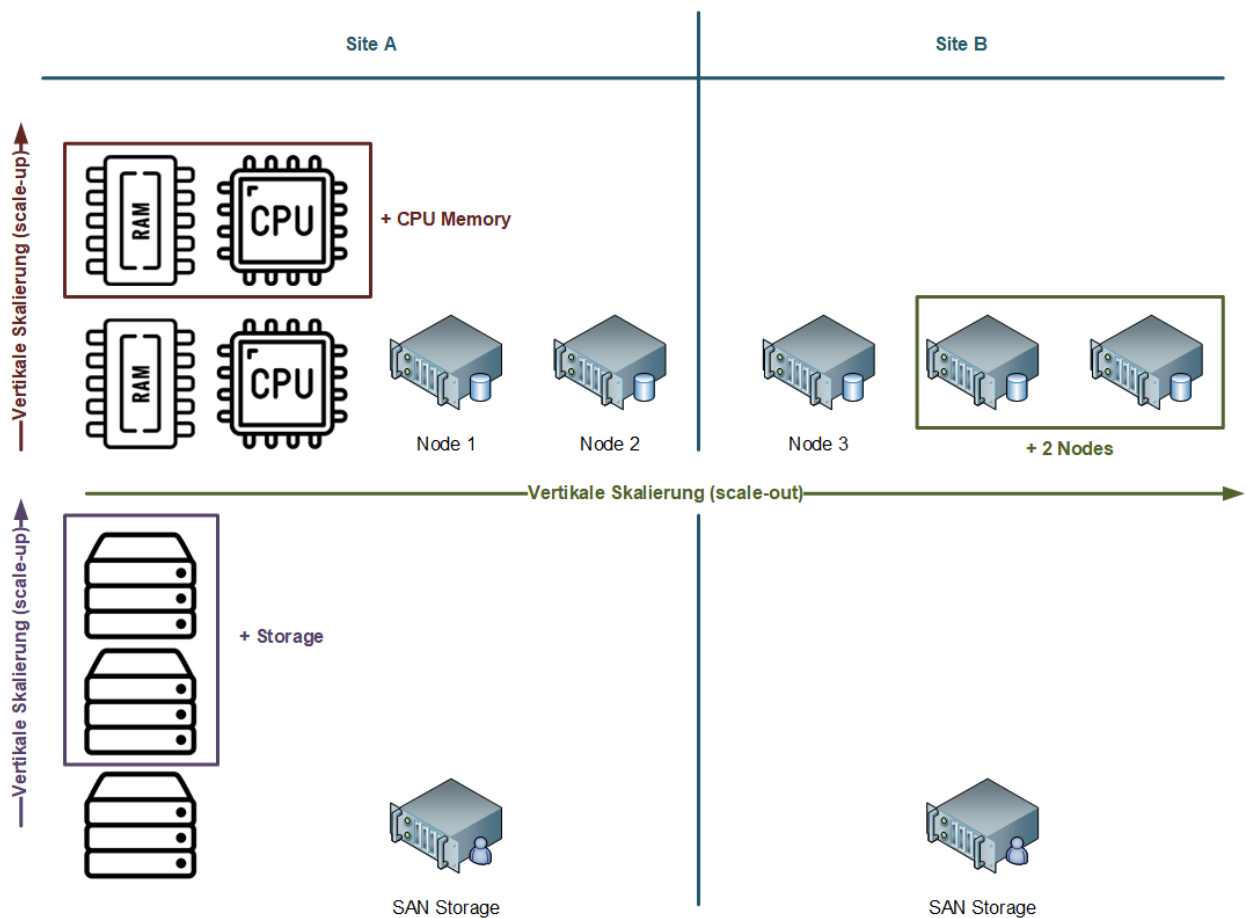 Site A
Site B
Vertikale Skalierung (scale-up)
RAM
CPU
+ CPU Memory
RAM
CPU
Node 1
Node 2
Node 3
+ 2 Nodes
Vertikale Skalierung (scale-out)
Vertikale Skalierung (scale-up)
+ Storage
SAN Storage
SAN Storage